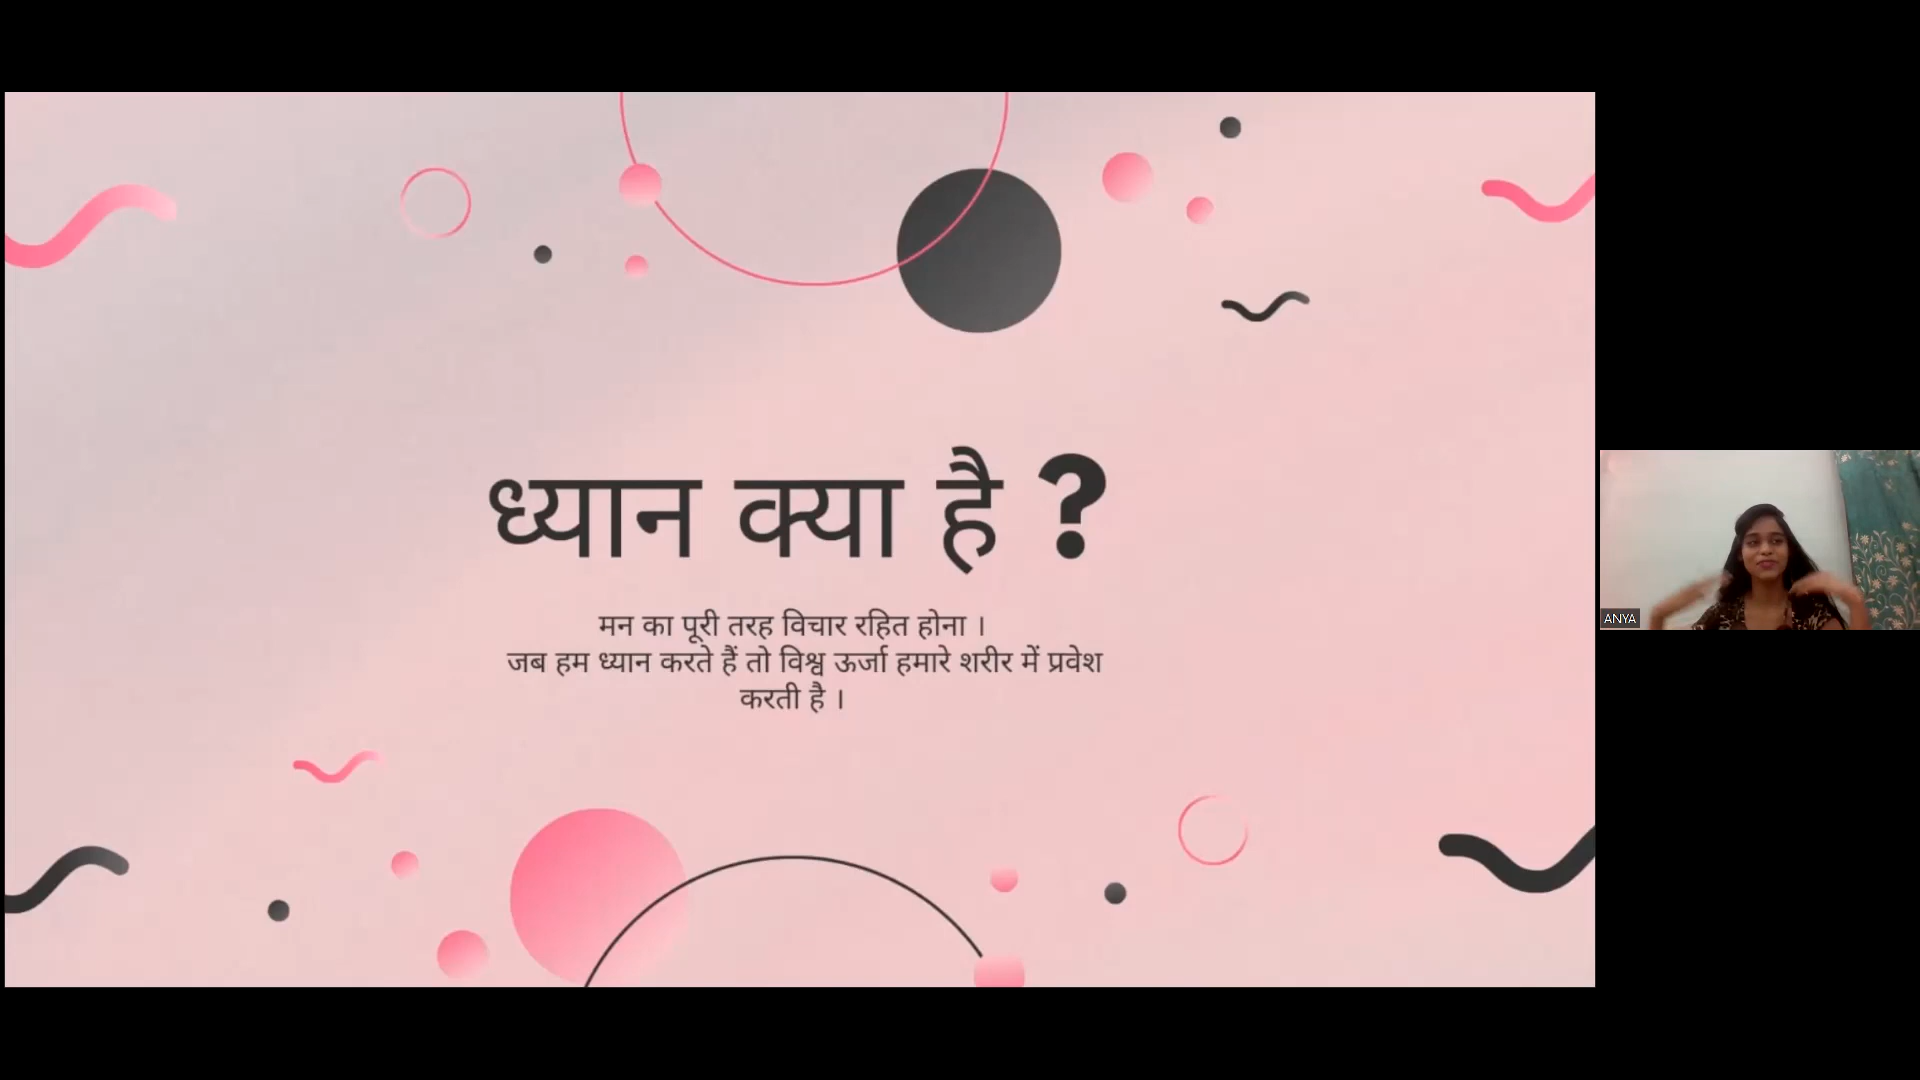 ध्यान क्या है ?
मन का पूरी तरह विचार रहित होना ।
जब हम ध्यान करते हैं तो विश्व ऊर्जा हमारे शरीर में प्रवेश
करती है ।
ANYA